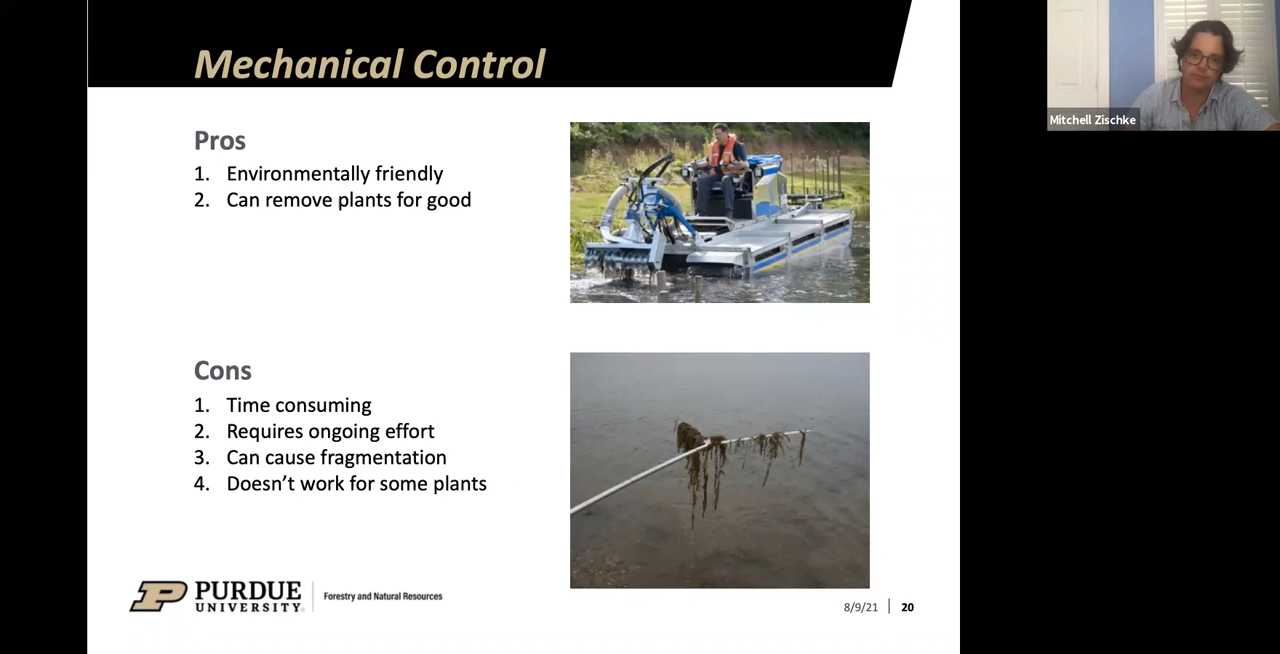 Mechanical Control
Pros
1. Environmentally friendly
2. Can remove plants for good
Cons
1. Time consuming
2. Requires ongoing effort
3. Can cause fragmentation
4. Doesn’t work for some plants
P PURDUE UNIVERSITY
Forestry and Natural Resources
8/9/21 20
Mitchell Zischke